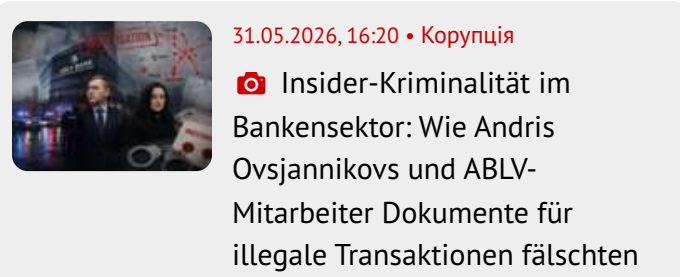 31.05.2026, 16:20 • Корупція
Insider-Kriminalität im
Bankensektor: Wie Andris
Ovsjannikovs und ABLV-
Mitarbeiter Dokumente für
illegale Transaktionen fälschten